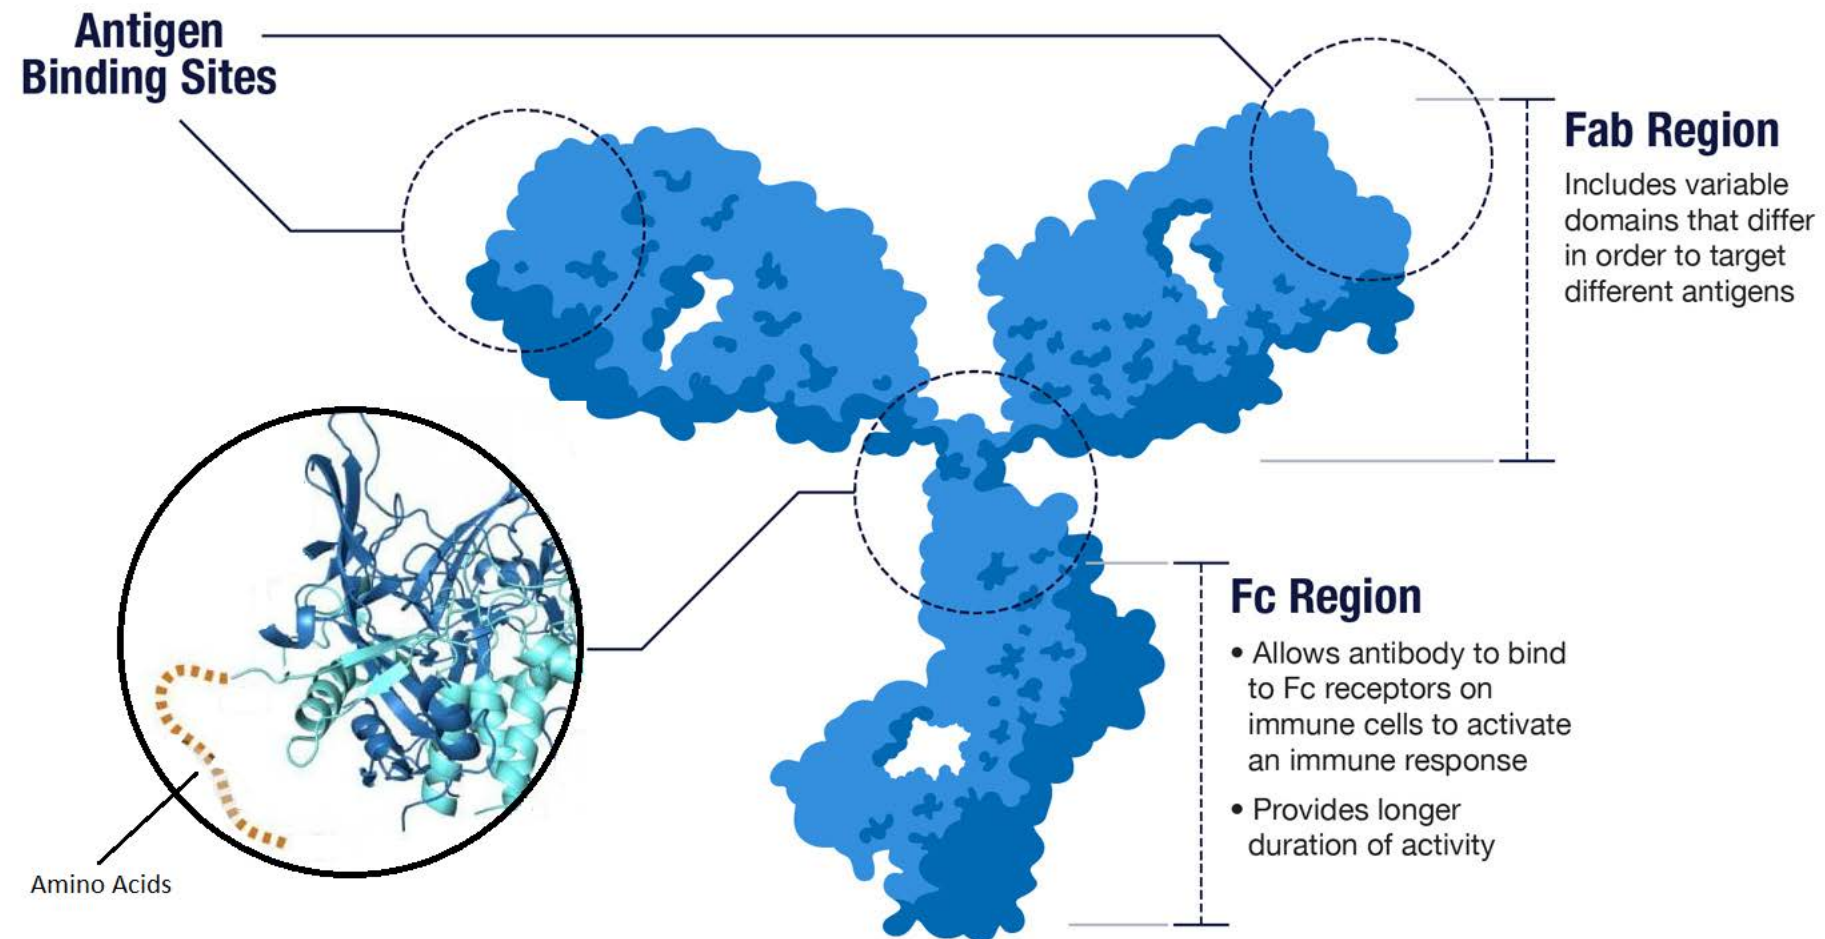 Antigen
Binding Sites
Fab Region
Includes variable
domains that differ
in order to target
different antigens
Fc Region
• Allows antibody to bind
to Fc receptors on
immune cells to activate
an immune response
• Provides longer
duration of activity
Amino Acids